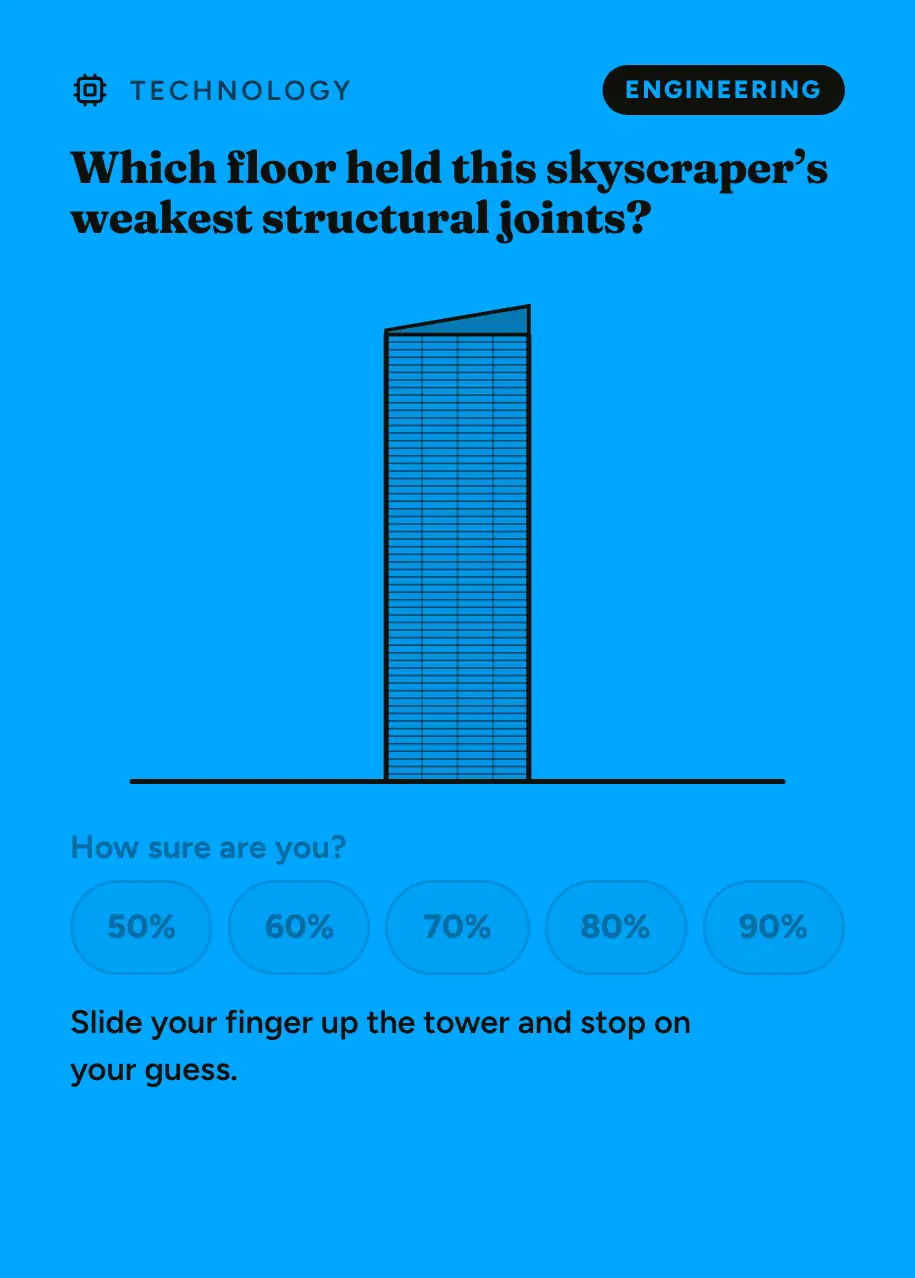 TECHNOLOGY
ENGINEERING
Which floor held this skyscraper’s
weakest structural joints?
How sure are you?
50%
60%
70%
80%
90%
Slide your finger up the tower and stop on
your guess.